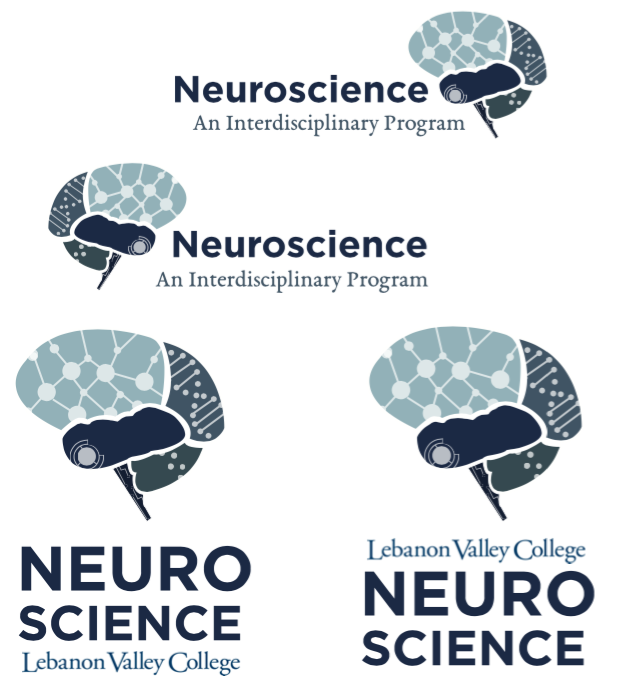 Neuroscience
An Interdisciplinary Program
Neuroscience
An Interdisciplinary Program
NEURO
SCIENCE
Lebanon Valley College
Lebanon Valley College
NEURO
SCIENCE